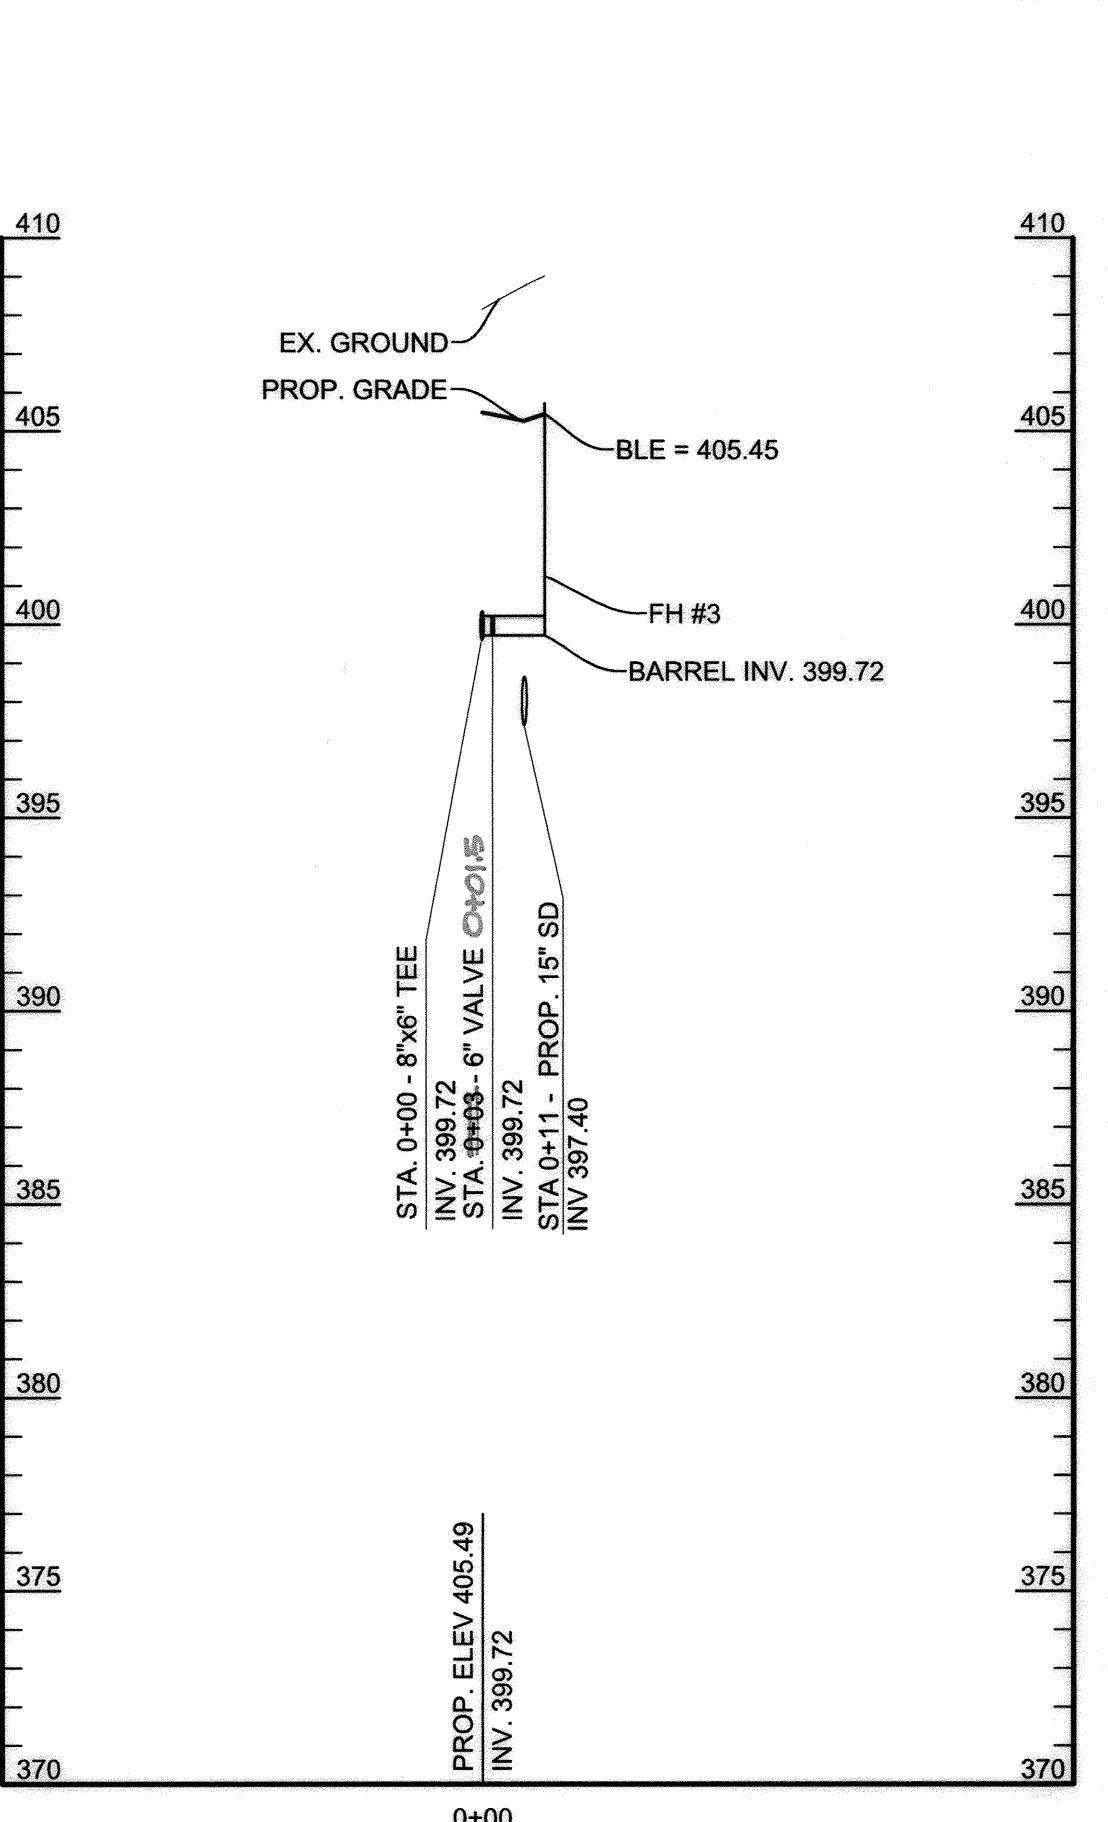 410
410
EX. GROUND
PROP. GRADE
405
405
BLE = 405.45
400
400
FH #3
BARREL INV. 399.72
395
395
STA. 0+00 - 8"x6" TEE
INV. 399.72
STA. 0+03 - 6" VALVE 0+01.5
INV. 399.72
STA 0+11 - PROP. 15" SD
INV 397.40
390
390
385
385
380
380
375
375
PROP. ELEV 405.49
INV. 399.72
370
370
0+00